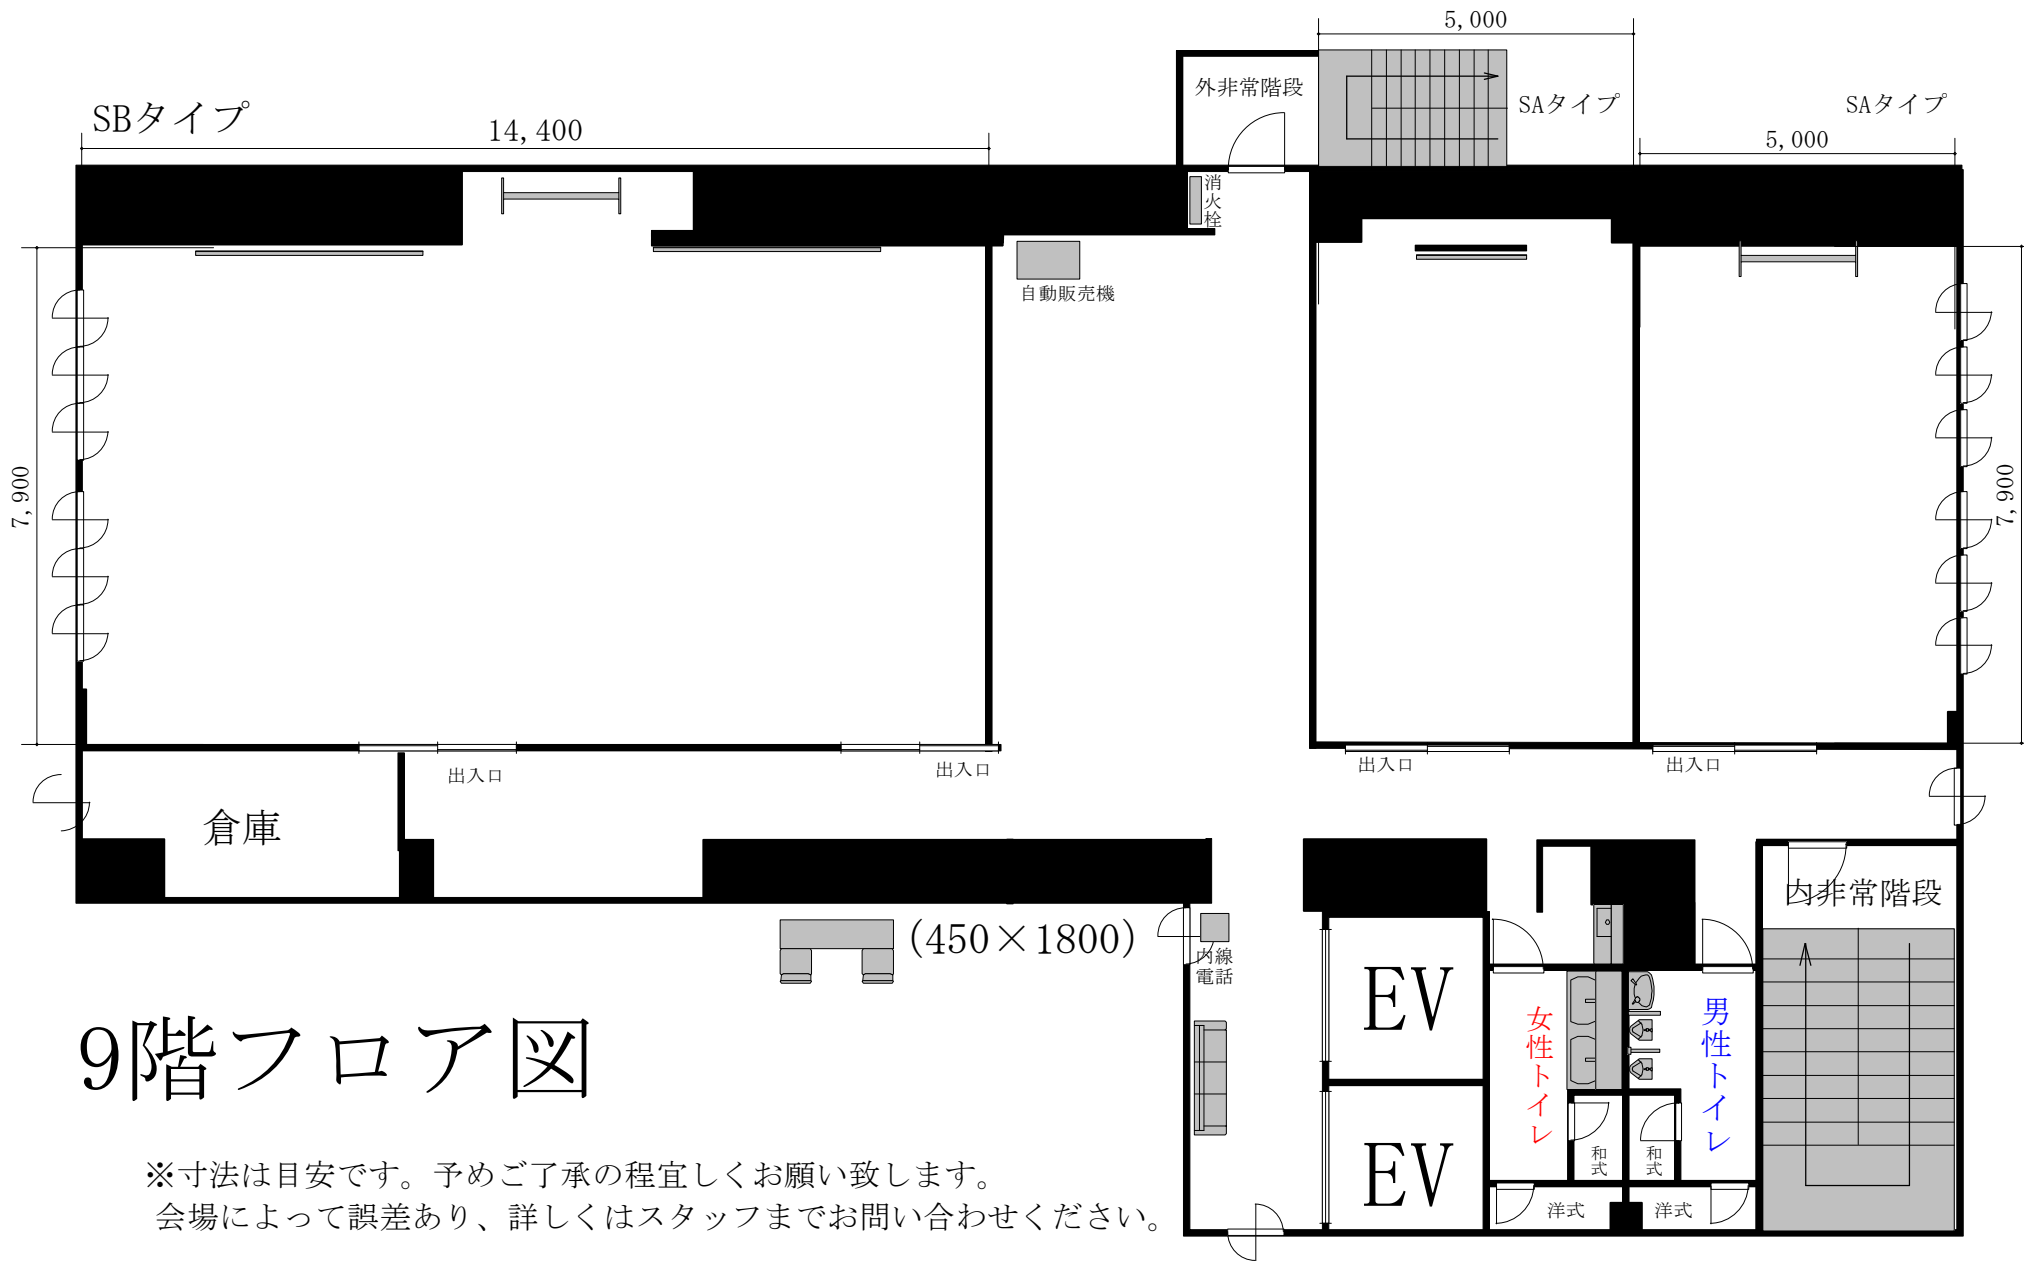 5,000
外非常階段
SBタイプ
SAタイプ
SAタイプ
14,400
5,000
消火栓
自動販売機
7,900
7,900
出入口
出入口
出入口
出入口
倉庫
内非常階段
(450×1800)
内線
電話
EV
女性トイレ
男性トイレ
9階フロア図
EV
和式
和式
洋式
洋式
※寸法は目安です。予めご了承の程宜しくお願い致します。
会場によって誤差あり、詳しくはスタッフまでお問い合わせください。